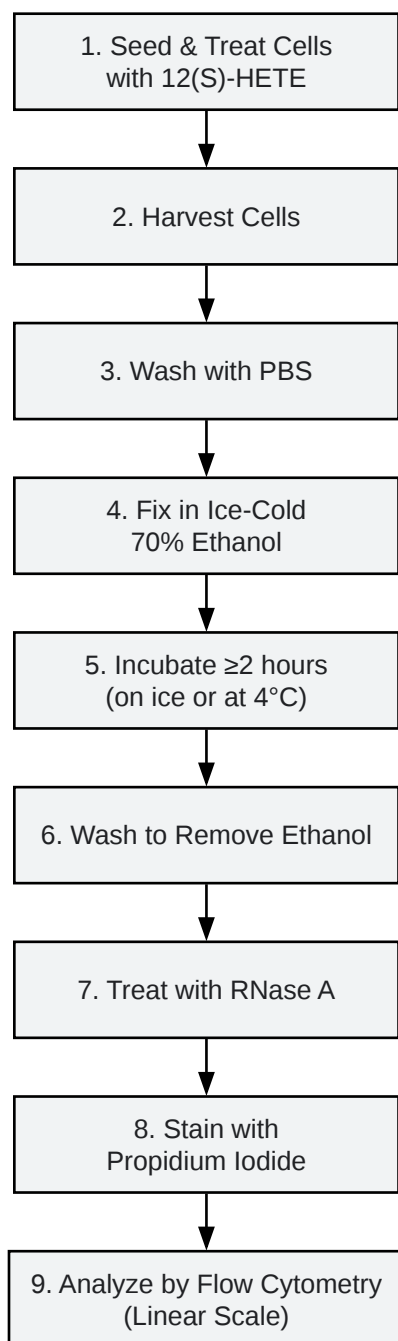 1. Seed & Treat Cells
with 12(S)-HETE
2. Harvest Cells
3. Wash with PBS
4. Fix in Ice-Cold
70% Ethanol
5. Incubate ≥2 hours
(on ice or at 4°C)
6. Wash to Remove Ethanol
7. Treat with RNase A
8. Stain with
Propidium Iodide
9. Analyze by Flow Cytometry
(Linear Scale)